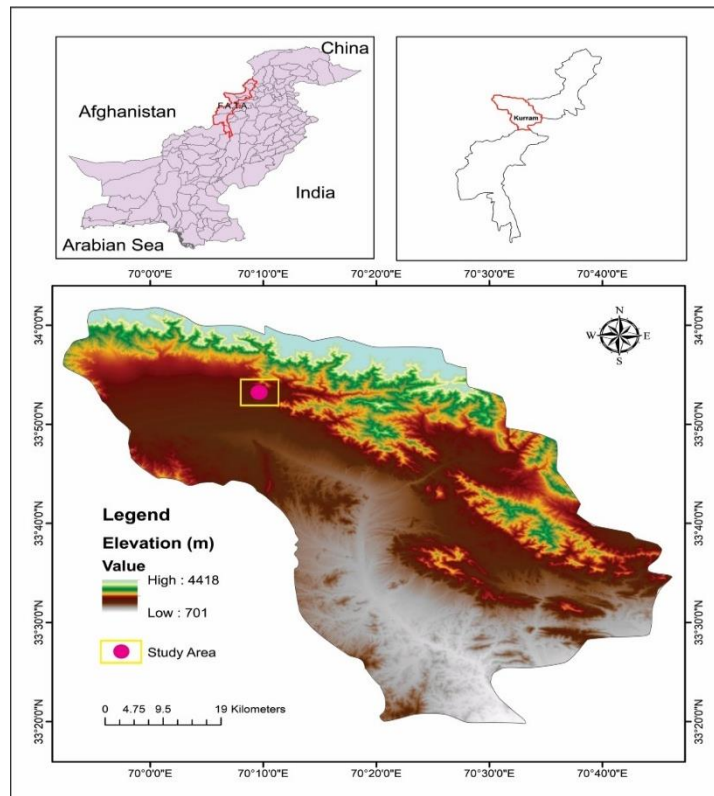 China
Afghanistan
F.A.T.A.
India
Arabian Sea
Kurram
70°0'0"E 70°10'0"E 70°20'0"E 70°30'0"E 70°40'0"E
N
W E
S
34°0'0"N
33°50'0"N
33°40'0"N
33°30'0"N
33°20'0"N
34°0'0"N
33°50'0"N
33°40'0"N
33°30'0"N
33°20'0"N
Legend
Elevation (m)
Value
High : 4418
Low : 701
Study Area
0 4.75 9.5 19 Kilometers
70°0'0"E 70°10'0"E 70°20'0"E 70°30'0"E 70°40'0"E